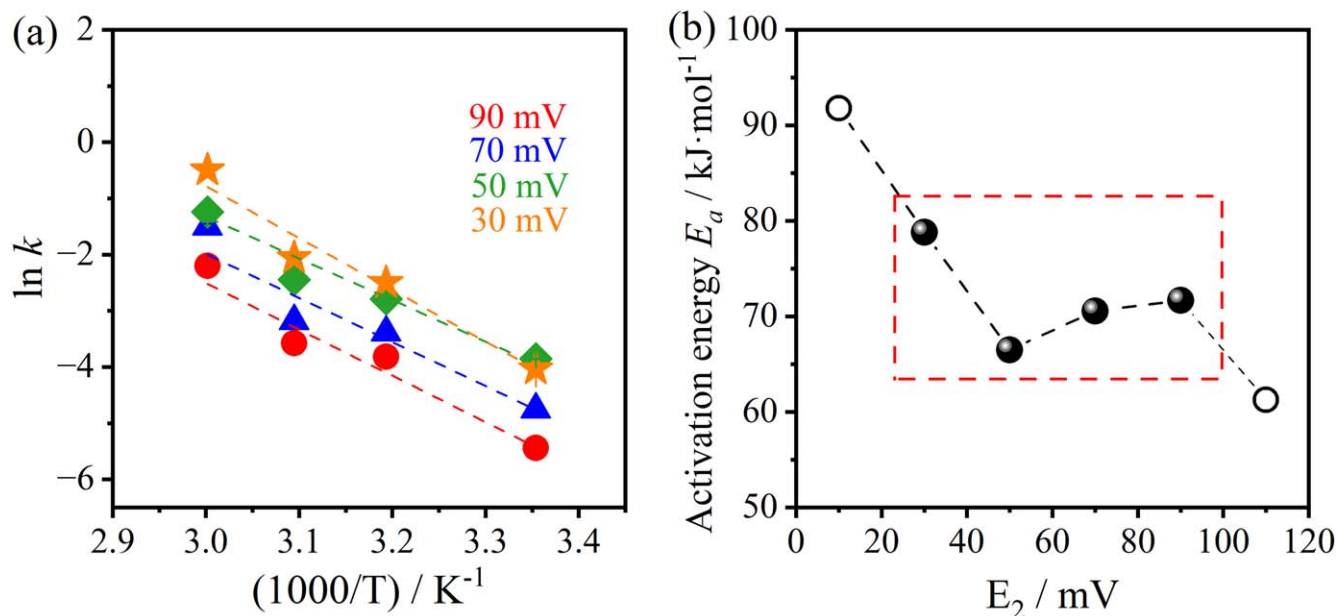 (a)
2
0
−2
−4
−6
ln k
90 mV
70 mV
50 mV
30 mV
2.9 3.0 3.1 3.2 3.3 3.4
(1000/T) / K⁻¹
(b)
100
90
80
70
60
50
Activation energy Eₐ / kJ·mol⁻¹
0 20 40 60 80 100 120
E₂ / mV